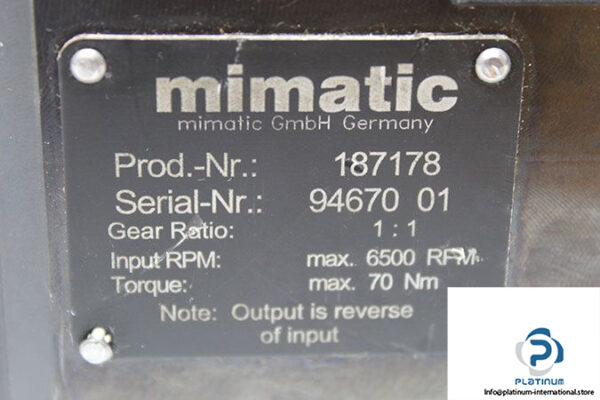 mimatic
mimatic GmbH Germany
Prod.-Nr.: 187178
Serial-Nr.: 94670 01
Gear Ratio: 1 : 1
Input RPM: max. 6500 RPM
Torque: max. 70 Nm
Note: Output is reverse
of input
PLATINUM
Info@platinum-international.store